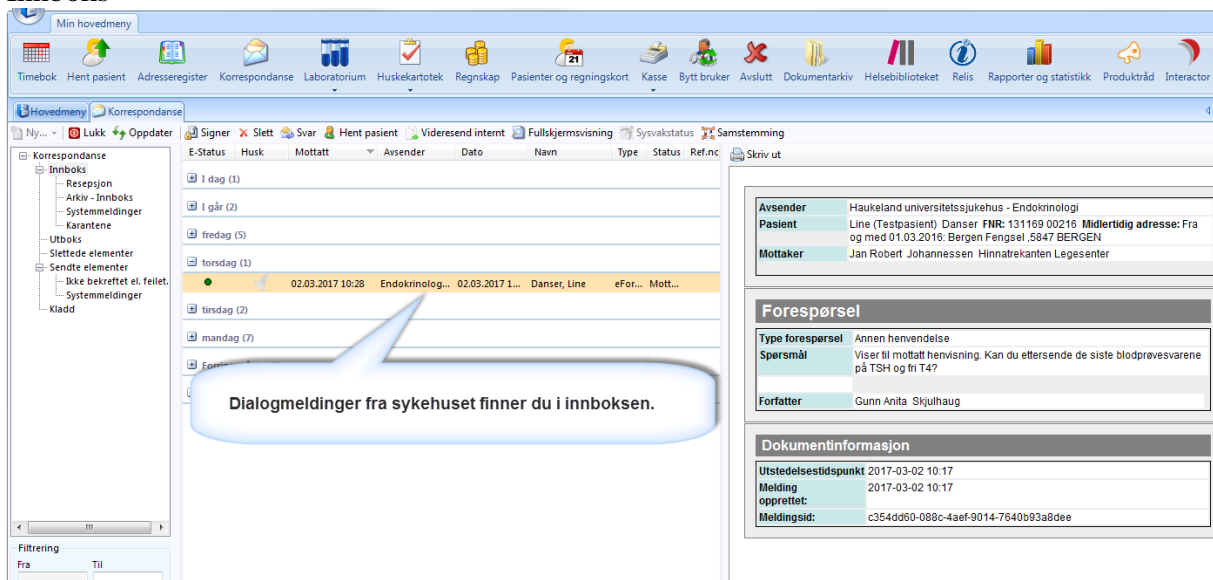 Min hovedmeny
Timebok Hent pasient Adresseregister Korrespondanse Laboratorium Huskekartotek Regnskap Pasienter og regningskort Kasse Bytt bruker Avslutt Dokumentarkiv Helsebiblioteket Relis Rapporter og statistikk Produktråd Interactor
21
Hovedmeny Korrespondanse
Ny... Lukk Oppdater Signer Slett Svar Hent pasient Videresend internt Fullskjermsvisning Sysvakstatus Samstemming
Korrespondanse
Innboks
Resepsjon
Arkiv - Innboks
Systemmeldinger
Karantene
Utboks
Slettede elementer
Sendte elementer
Ikke bekreftet el. feilet.
Systemmeldinger
Kladd
Filtrering
Fra Til
E-Status Husk Mottatt Avsender Dato Navn Type Status Ref.nc
I dag (1)
I går (2)
fredag (5)
torsdag (1)
02.03.2017 10:28 Endokrinolog... 02.03.2017 1... Danser, Line eFor... Mott...
tirsdag (2)
mandag (7)
Dialogmeldinger fra sykehuset finner du i innboksen.
Skriv ut
Avsender Haukeland universitetssjukehus - Endokrinologi
Pasient Line (Testpasient) Danser FNR: 131169 00216 Midlertidig adresse: Fra
og med 01.03.2016: Bergen Fengsel ,5847 BERGEN
Mottaker Jan Robert Johannessen Hinnatrekanten Legesenter
Forespørsel
Type forespørsel Annen henvendelse
Spørsmål Viser til mottatt henvisning. Kan du ettersende de siste blodprøvesvarene
på TSH og fri T4?
Forfatter Gunn Anita Skjulhaug
Dokumentinformasjon
Utstedelsestidspunkt 2017-03-02 10:17
Melding 2017-03-02 10:17
opprettet:
Meldingsid: c354dd60-088c-4aef-9014-7640b93a8dee